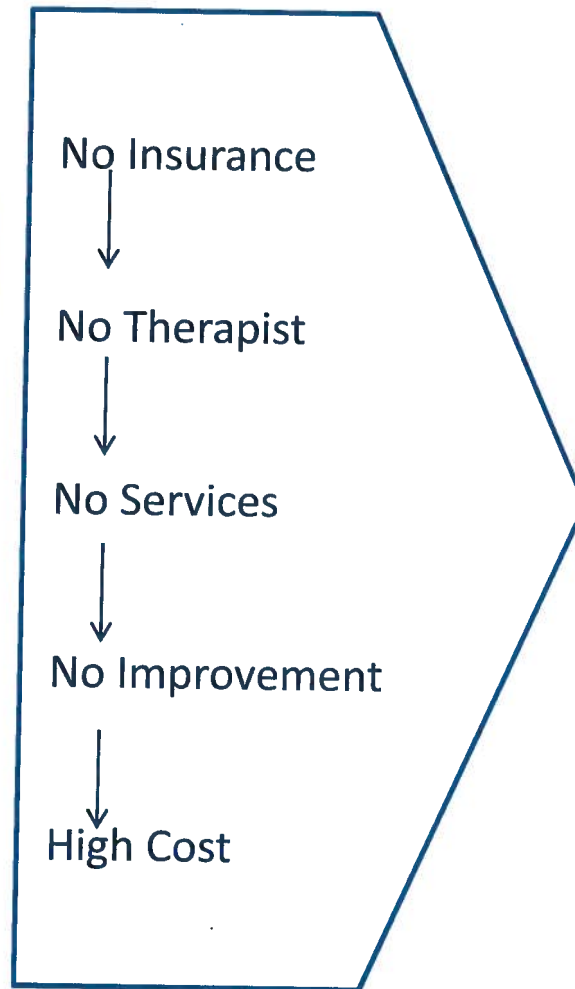 No Insurance
No Therapist
No Services
No Improvement
High Cost